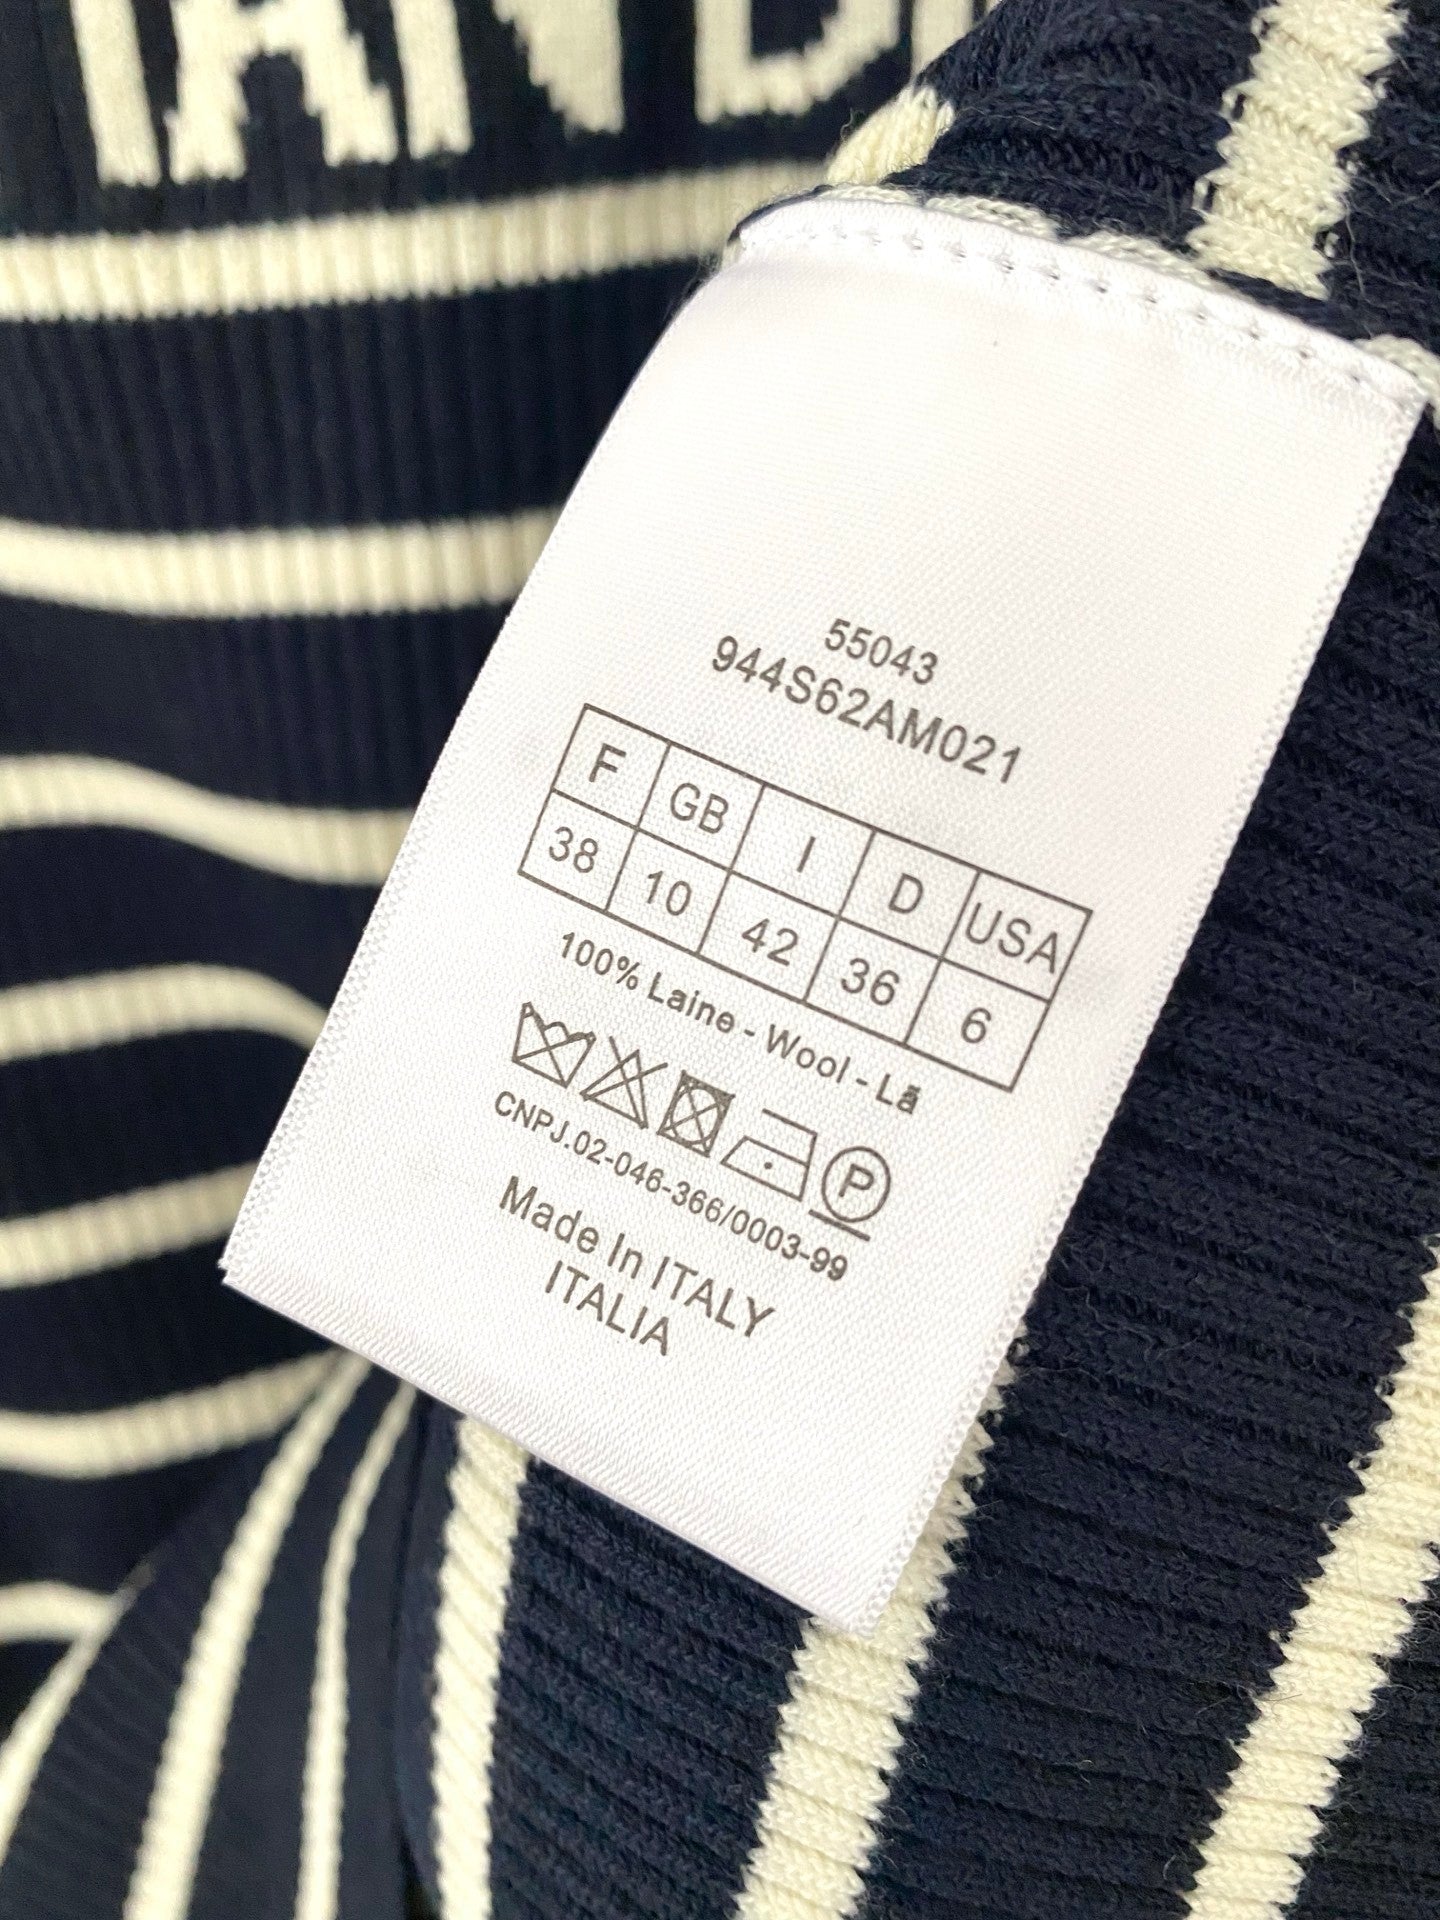 55043
944S62AM021
F GB I D USA
38 10 42 36 6
100% Laine - Wool - Lã
P
CNPJ.02-046-366/0003-99
Made In ITALY
ITALIA